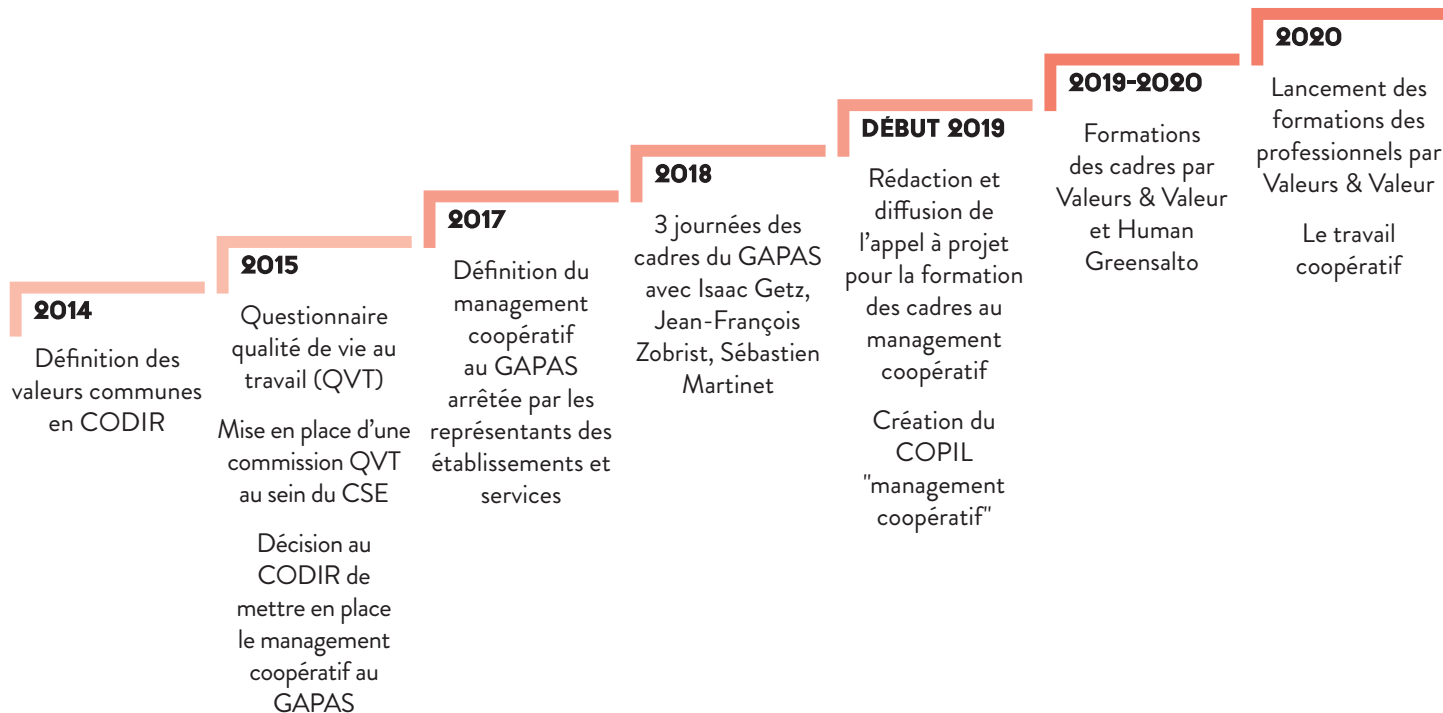 2014
Définition des
valeurs communes
en CODIR
2015
Questionnaire
qualité de vie au
travail (QVT)
Mise en place d’une
commission QVT
au sein du CSE
Décision au
CODIR de
mettre en place
le management
coopératif au
GAPAS
2017
Définition du
management
coopératif
au GAPAS
arrêtée par les
représentants des
établissements et
services
2018
3 journées des
cadres du GAPAS
avec Isaac Getz,
Jean-François
Zobrist, Sébastien
Martinet
DÉBUT 2019
Rédaction et
diffusion de
l’appel à projet
pour la formation
des cadres au
management
coopératif
Création du
COPIL
"management
coopératif"
2019-2020
Formations
des cadres par
Valeurs & Valeur
et Human
Greensalto
2020
Lancement des
formations des
professionnels par
Valeurs & Valeur
Le travail
coopératif